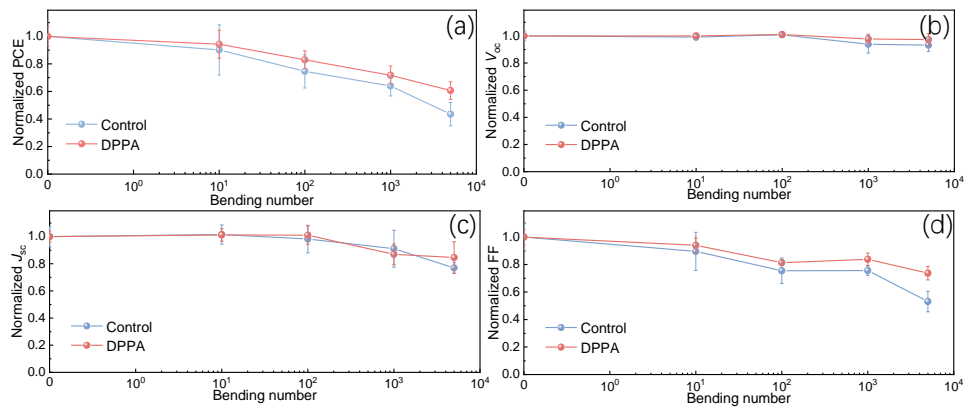 (a)
Normalized PCE
1.0
0.8
0.6
0.4
0.2
0.0
Control
DPPA
0 10^0 10^1 10^2 10^3 10^4
Bending number
(b)
Normalized V_oc
1.0
0.8
0.6
0.4
0.2
0.0
Control
DPPA
0 10^0 10^1 10^2 10^3 10^4
Bending number
(c)
Normalized J_sc
1.0
0.8
0.6
0.4
0.2
0.0
Control
DPPA
0 10^0 10^1 10^2 10^3 10^4
Bending number
(d)
Normalized FF
1.0
0.8
0.6
0.4
0.2
0.0
Control
DPPA
0 10^0 10^1 10^2 10^3 10^4
Bending number